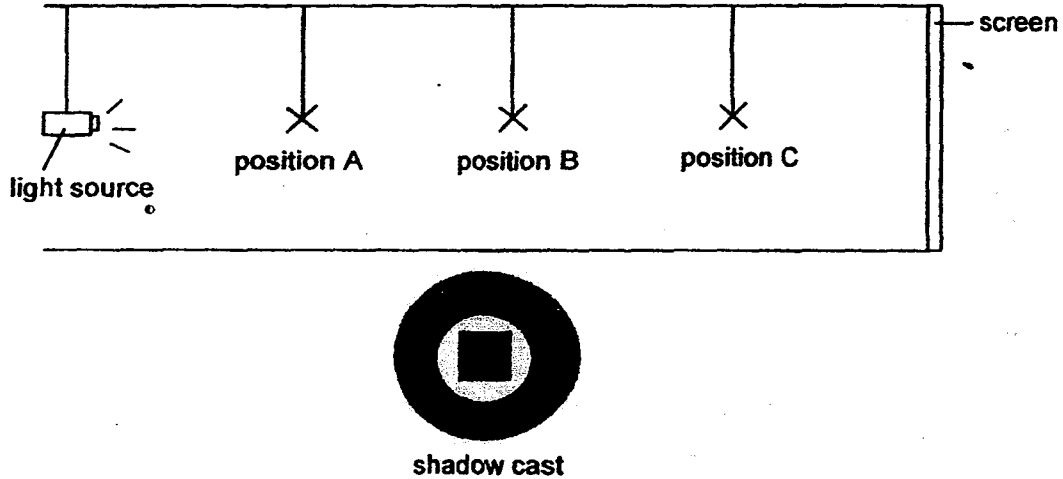 screen
position A
position B
position C
light source
shadow cast